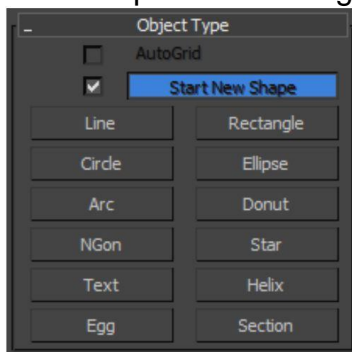 Object Type
AutoGrid
Start New Shape
Line Rectangle
Circle Ellipse
Arc Donut
NGon Star
Text Helix
Egg Section